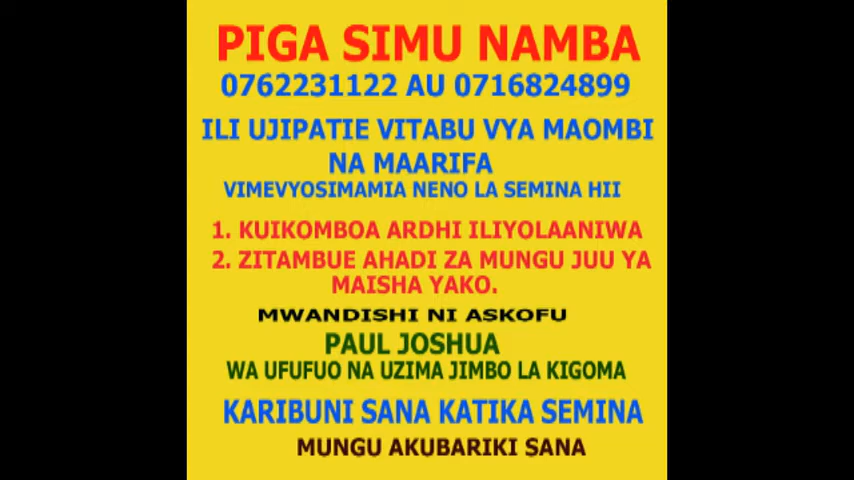 PIGA SIMU NAMBA
0762231122 AU 0716824899
ILI UJIPATIE VITABU VYA MAOMBI
NA MAARIFA
VIMEVYOSIMAMIA NENO LA SEMINA HII
1. KUIKOMBOA ARDHI ILIYOLAANIWA
2. ZITAMBUE AHADI ZA MUNGU JUU YA
MAISHA YAKO.
MWANDISHI NI ASKOFU
PAUL JOSHUA
WA UFUFUO NA UZIMA JIMBO LA KIGOMA
KARIBUNI SANA KATIKA SEMINA
MUNGU AKUBARIKI SANA